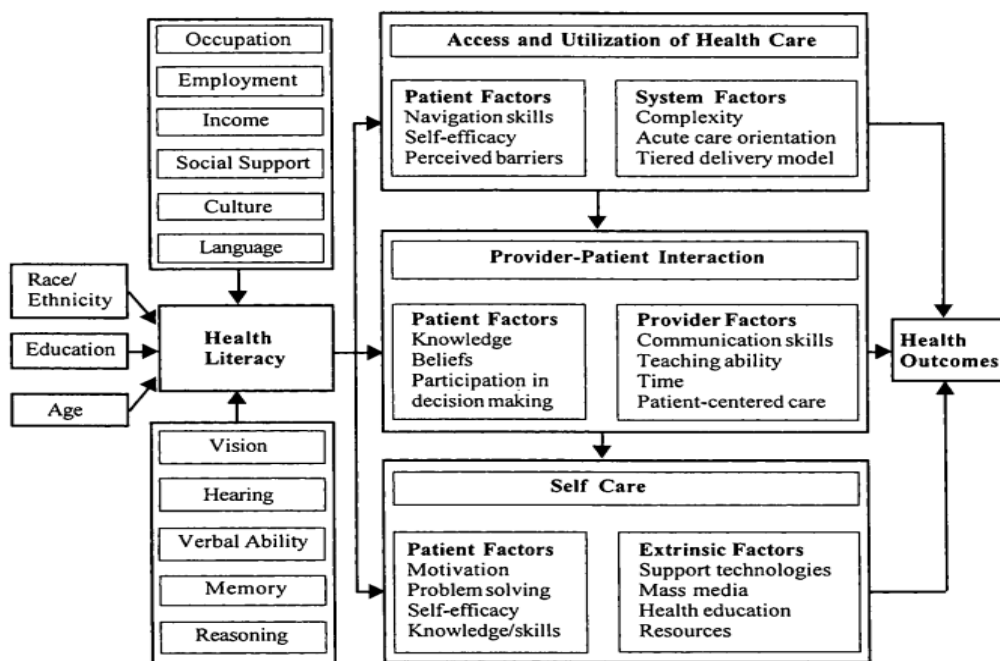 Occupation
Employment
Income
Social Support
Culture
Language
Race/
Ethnicity
Education
Age
Health
Literacy
Vision
Hearing
Verbal Ability
Memory
Reasoning
Access and Utilization of Health Care
Patient Factors
Navigation skills
Self-efficacy
Perceived barriers
System Factors
Complexity
Acute care orientation
Tiered delivery model
Provider-Patient Interaction
Patient Factors
Knowledge
Beliefs
Participation in
decision making
Provider Factors
Communication skills
Teaching ability
Time
Patient-centered care
Self Care
Patient Factors
Motivation
Problem solving
Self-efficacy
Knowledge/skills
Extrinsic Factors
Support technologies
Mass media
Health education
Resources
Health
Outcomes